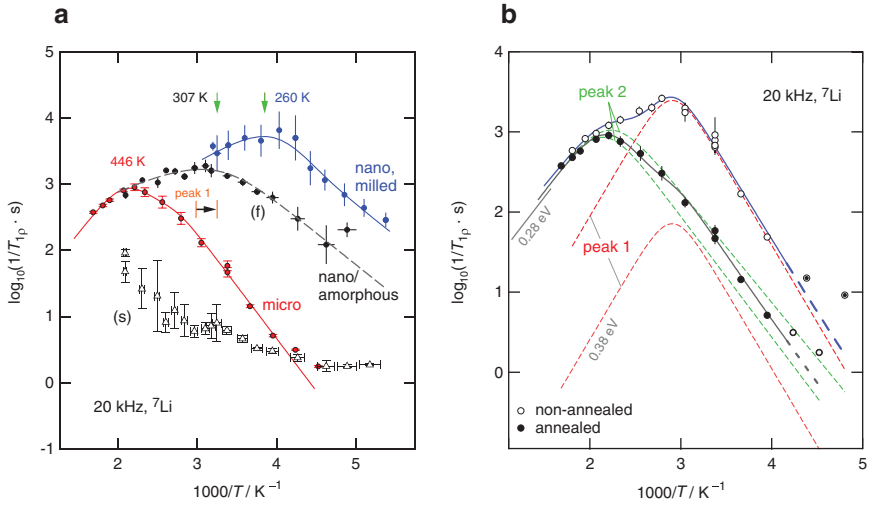 a
5
4
3
2
1
0
-1
log₁₀(1/T₁ρ · s)
307 K
260 K
446 K
nano,
milled
peak 1
(f)
nano/
amorphous
(s)
micro
20 kHz, ⁷Li
2
3
4
5
1000/T / K⁻¹
b
4
3
2
1
0
log₁₀(1/T₁ρ · s)
20 kHz, ⁷Li
peak 2
0.28 eV
peak 1
0.38 eV
non-annealed
annealed
2
3
4
5
1000/T / K⁻¹